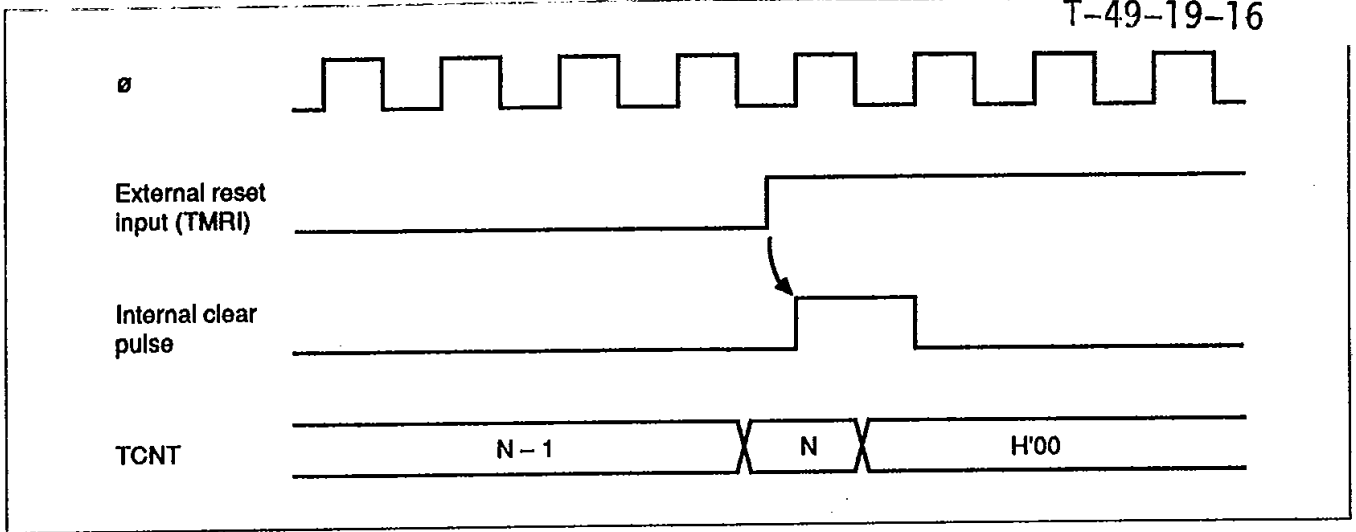 T-49-19-16
ø
External reset
input (TMRI)
Internal clear
pulse
TCNT
N – 1
N
H'00